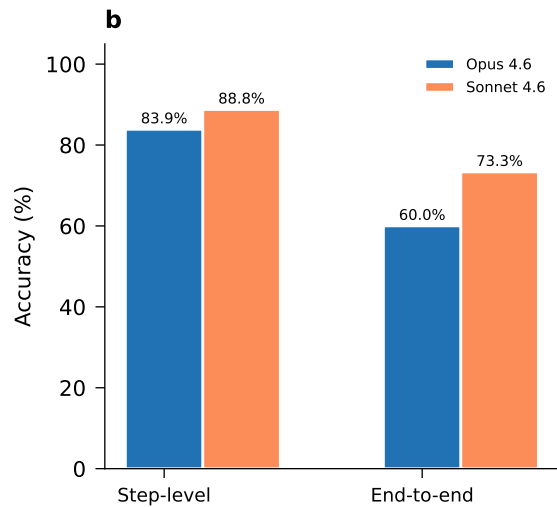 b
Opus 4.6
Sonnet 4.6
Accuracy (%)
100
80
60
40
20
0
83.9%
88.8%
60.0%
73.3%
Step-level
End-to-end